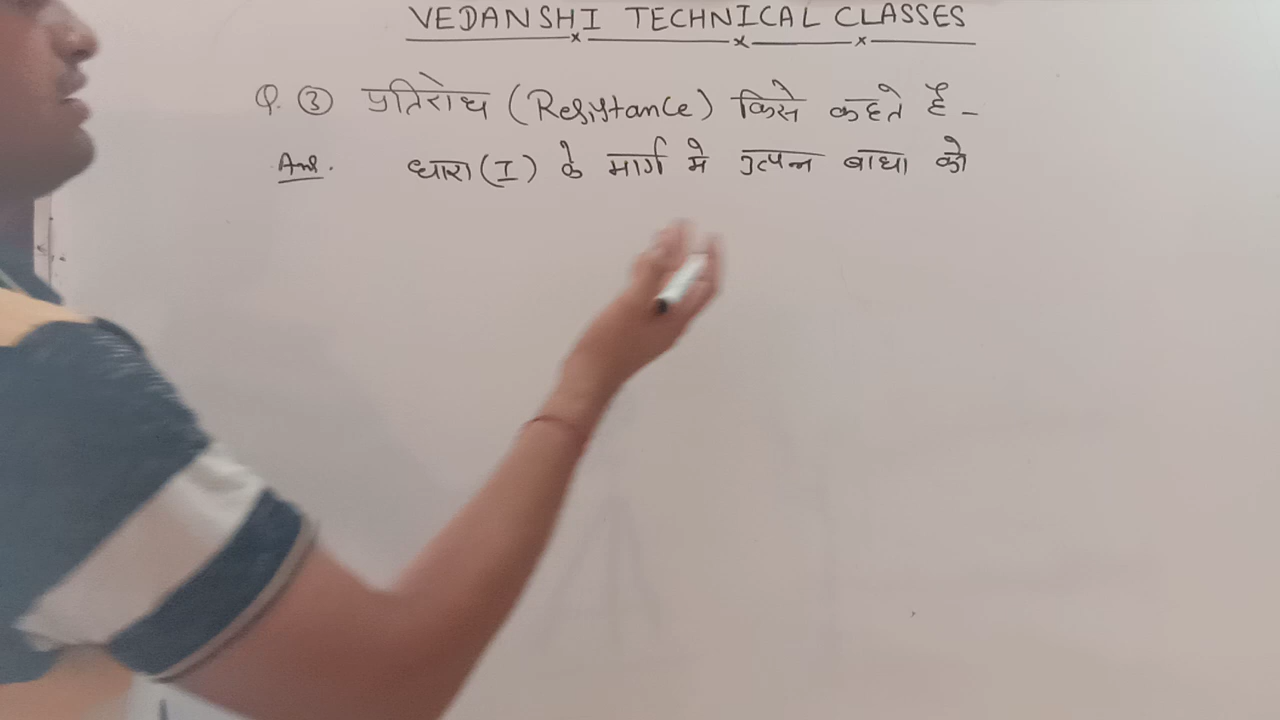 VEDANSHI TECHNICAL CLASSES
Q. ③ प्रतिरोध (Resistance) किसे कहते है -
Ans. धारा (I) के मार्ग मे उत्पन्न बाधा को